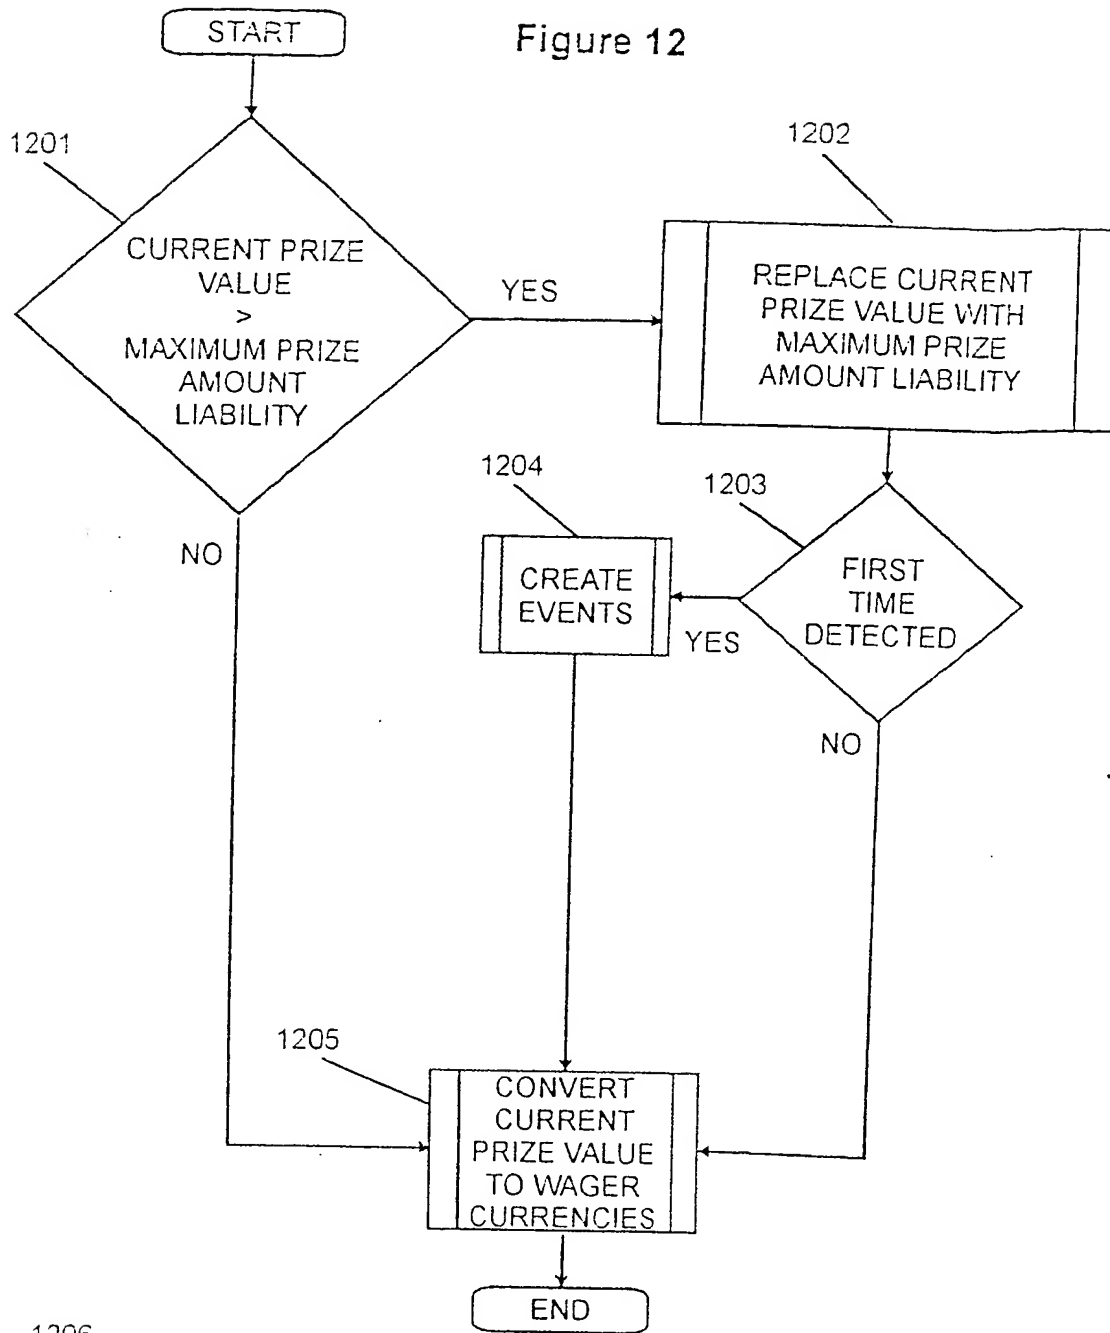 START
Figure 12
1201
1202
CURRENT PRIZE
VALUE
>
MAXIMUM PRIZE
AMOUNT
LIABILITY
YES
REPLACE CURRENT
PRIZE VALUE WITH
MAXIMUM PRIZE
AMOUNT LIABILITY
1204
1203
NO
CREATE
EVENTS
YES
FIRST
TIME
DETECTED
NO
1205
CONVERT
CURRENT
PRIZE VALUE
TO WAGER
CURRENCIES
END
1206